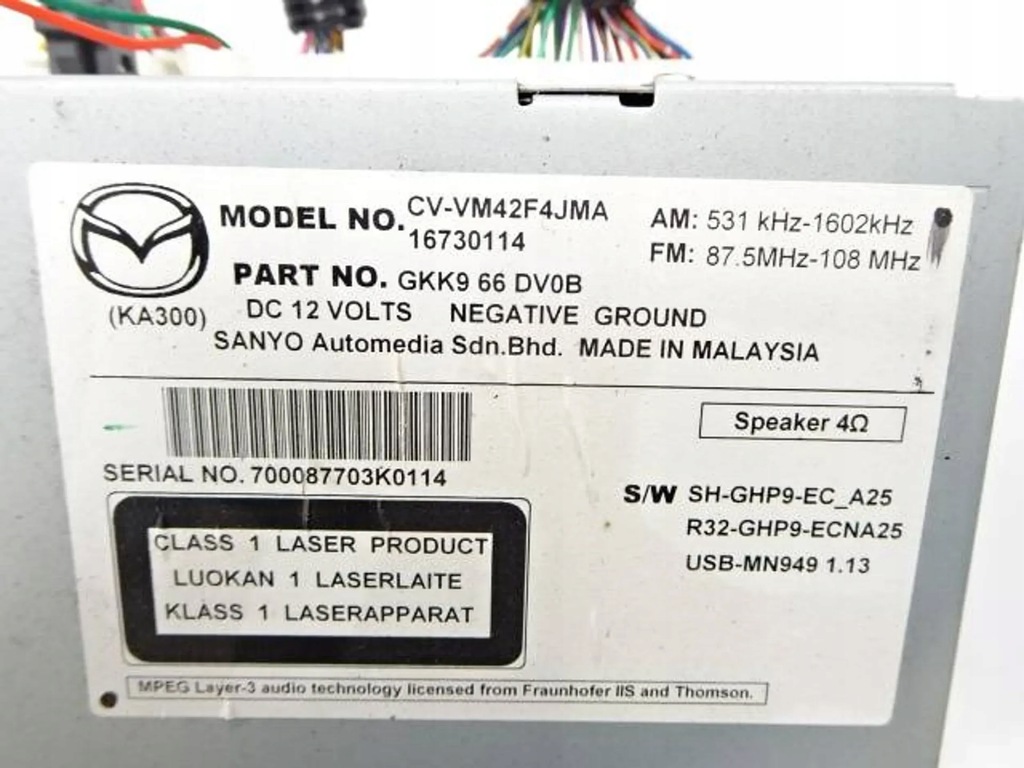 MODEL NO. CV-VM42F4JMA
16730114
AM: 531 kHz-1602kHz
FM: 87.5MHz-108 MHz
PART NO. GKK9 66 DV0B
(KA300)
DC 12 VOLTS NEGATIVE GROUND
SANYO Automedia Sdn.Bhd. MADE IN MALAYSIA
Speaker 4Ω
SERIAL NO. 700087703K0114
S/W SH-GHP9-EC_A25
R32-GHP9-ECNA25
USB-MN949 1.13
CLASS 1 LASER PRODUCT
LUOKAN 1 LASERLAITE
KLASS 1 LASERAPPARAT
MPEG Layer-3 audio technology licensed from Fraunhofer IIS and Thomson.